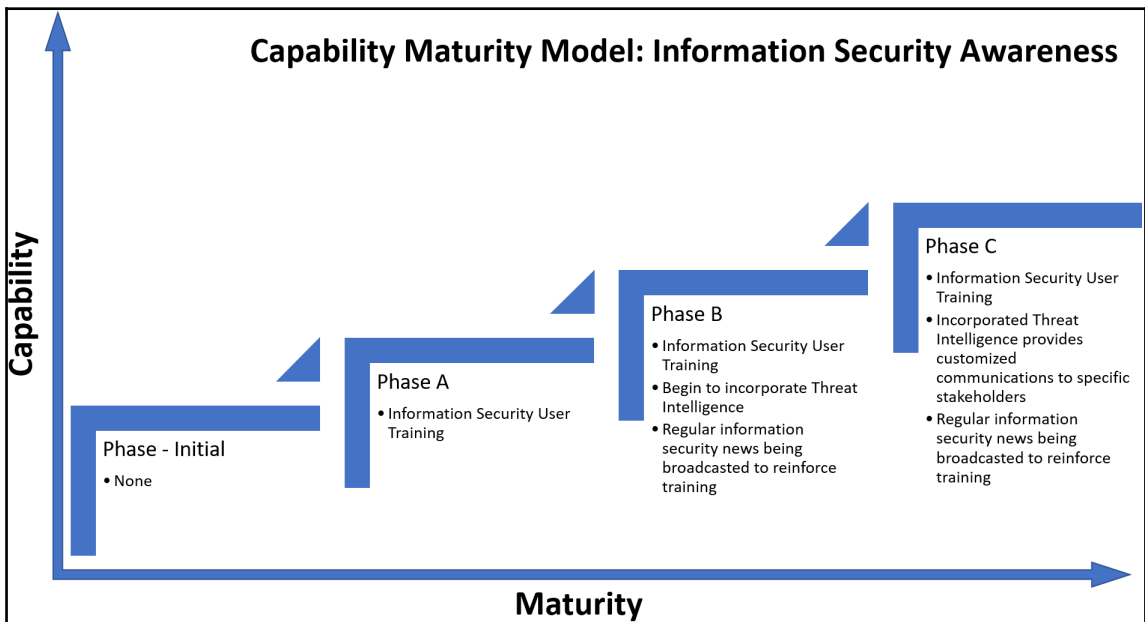 Capability Maturity Model: Information Security Awareness
Capability
Phase - Initial
• None
Phase A
• Information Security User
Training
Phase B
• Information Security User
Training
• Begin to incorporate Threat
Intelligence
• Regular information
security news being
broadcasted to reinforce
training
Phase C
• Information Security User
Training
• Incorporated Threat
Intelligence provides
customized
communications to specific
stakeholders
• Regular information
security news being
broadcasted to reinforce
training
Maturity